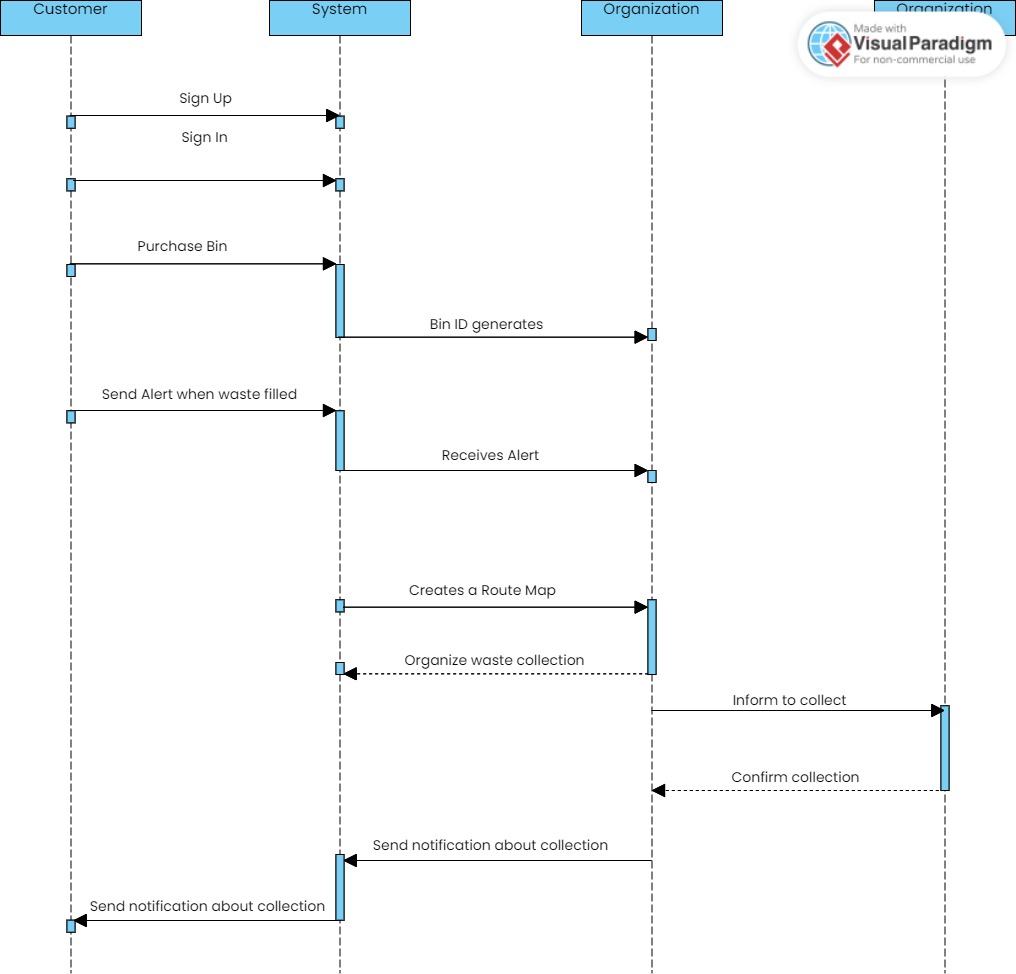 Customer
System
Organization
Organization
Made with
VisualParadigm
For non-commercial use
Sign Up
Sign In
Purchase Bin
Bin ID generates
Send Alert when waste filled
Receives Alert
Creates a Route Map
Organize waste collection
Inform to collect
Confirm collection
Send notification about collection
Send notification about collection